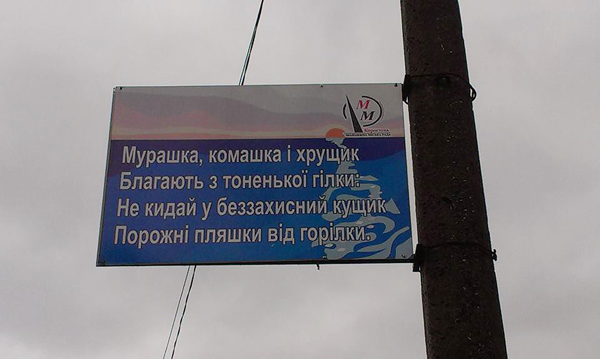 М
М
Мурашка, комашка і хрущик
Благають з тоненької гілки:
Не кидай у беззахисний кущик
Порожні пляшки від горілки.